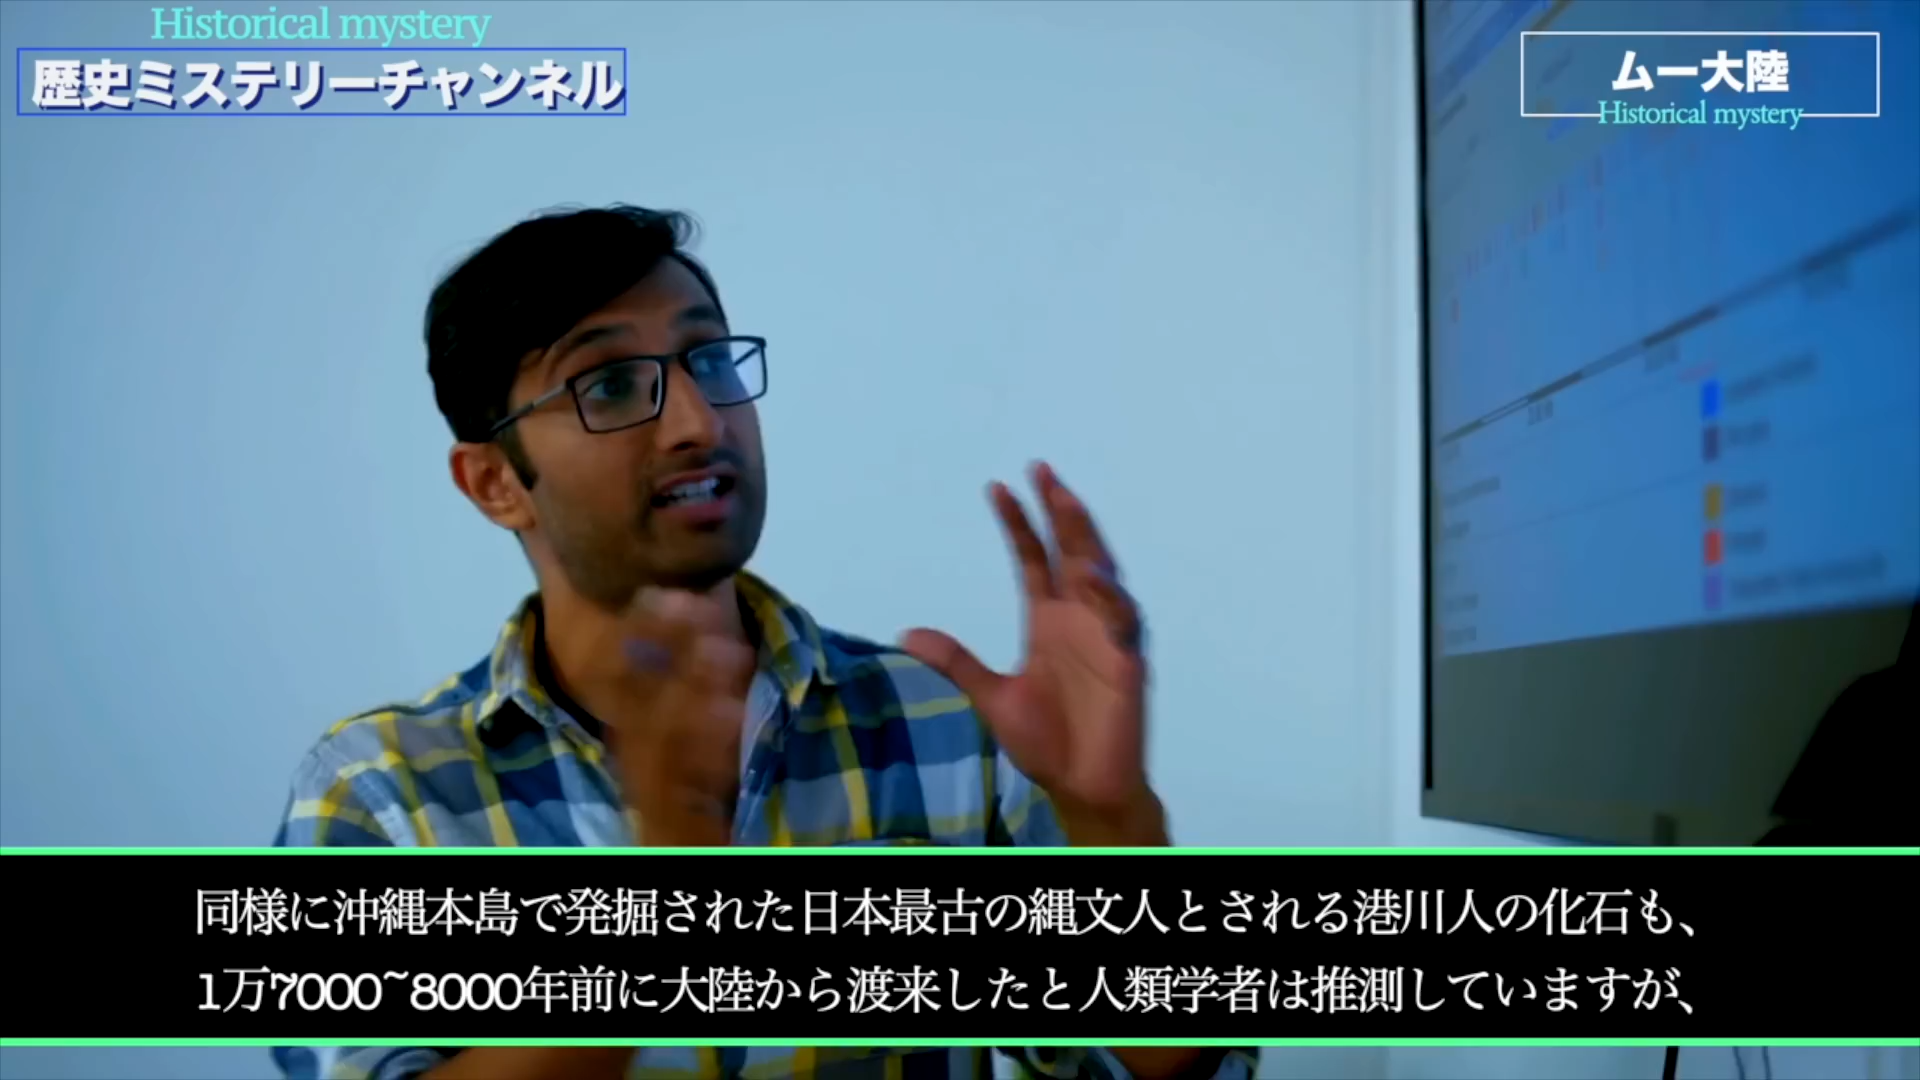 Historical mystery
歴史ミステリーチャンネル
ムー大陸
Historical mystery
同様に沖縄本島で発掘された日本最古の縄文人とされる港川人の化石も、
1万7000~8000年前に大陸から渡来したと人類学者は推測していますが、